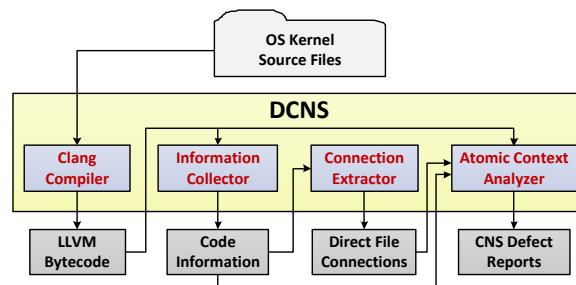 OS Kernel
Source Files
DCNS
Clang
Compiler
Information
Collector
Connection
Extractor
Atomic Context
Analyzer
LLVM
Bytecode
Code
Information
Direct File
Connections
CNS Defect
Reports